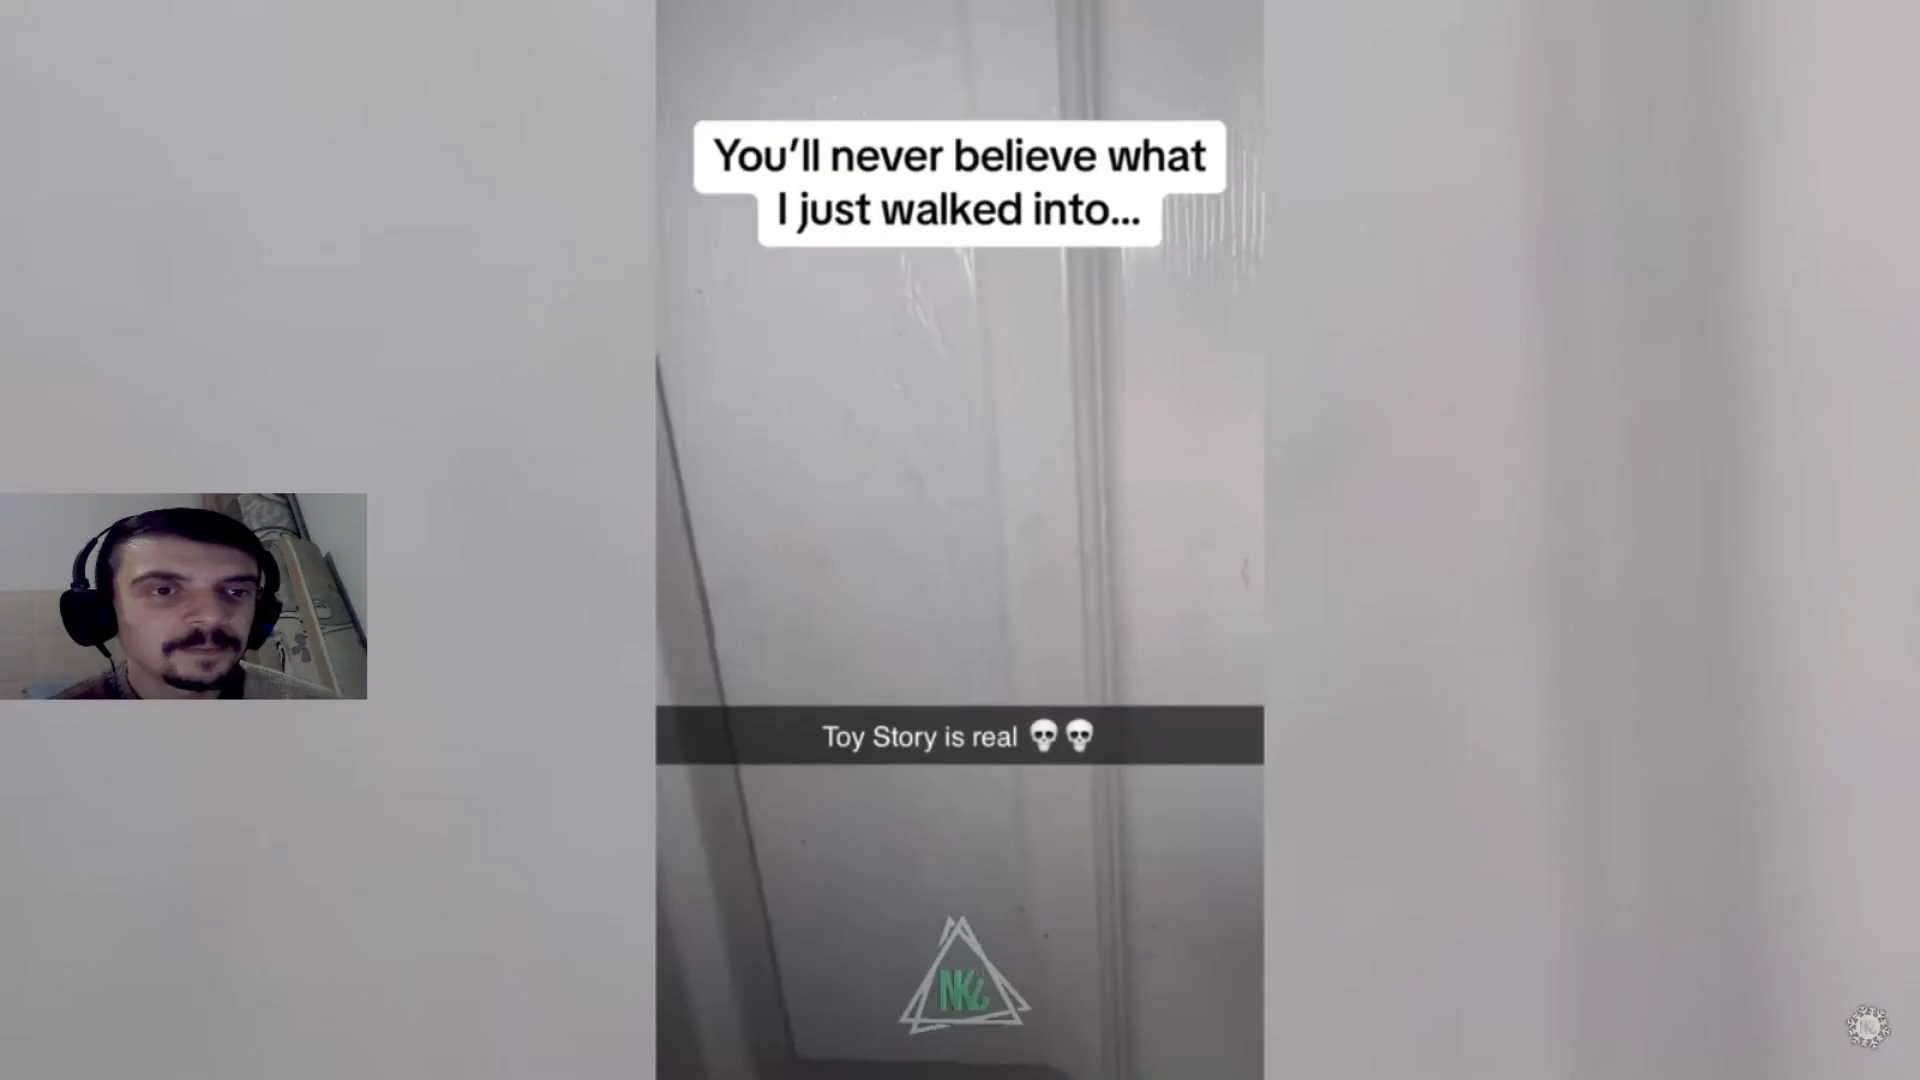 You’ll never believe what
I just walked into...
Toy Story is real 💀💀
NK